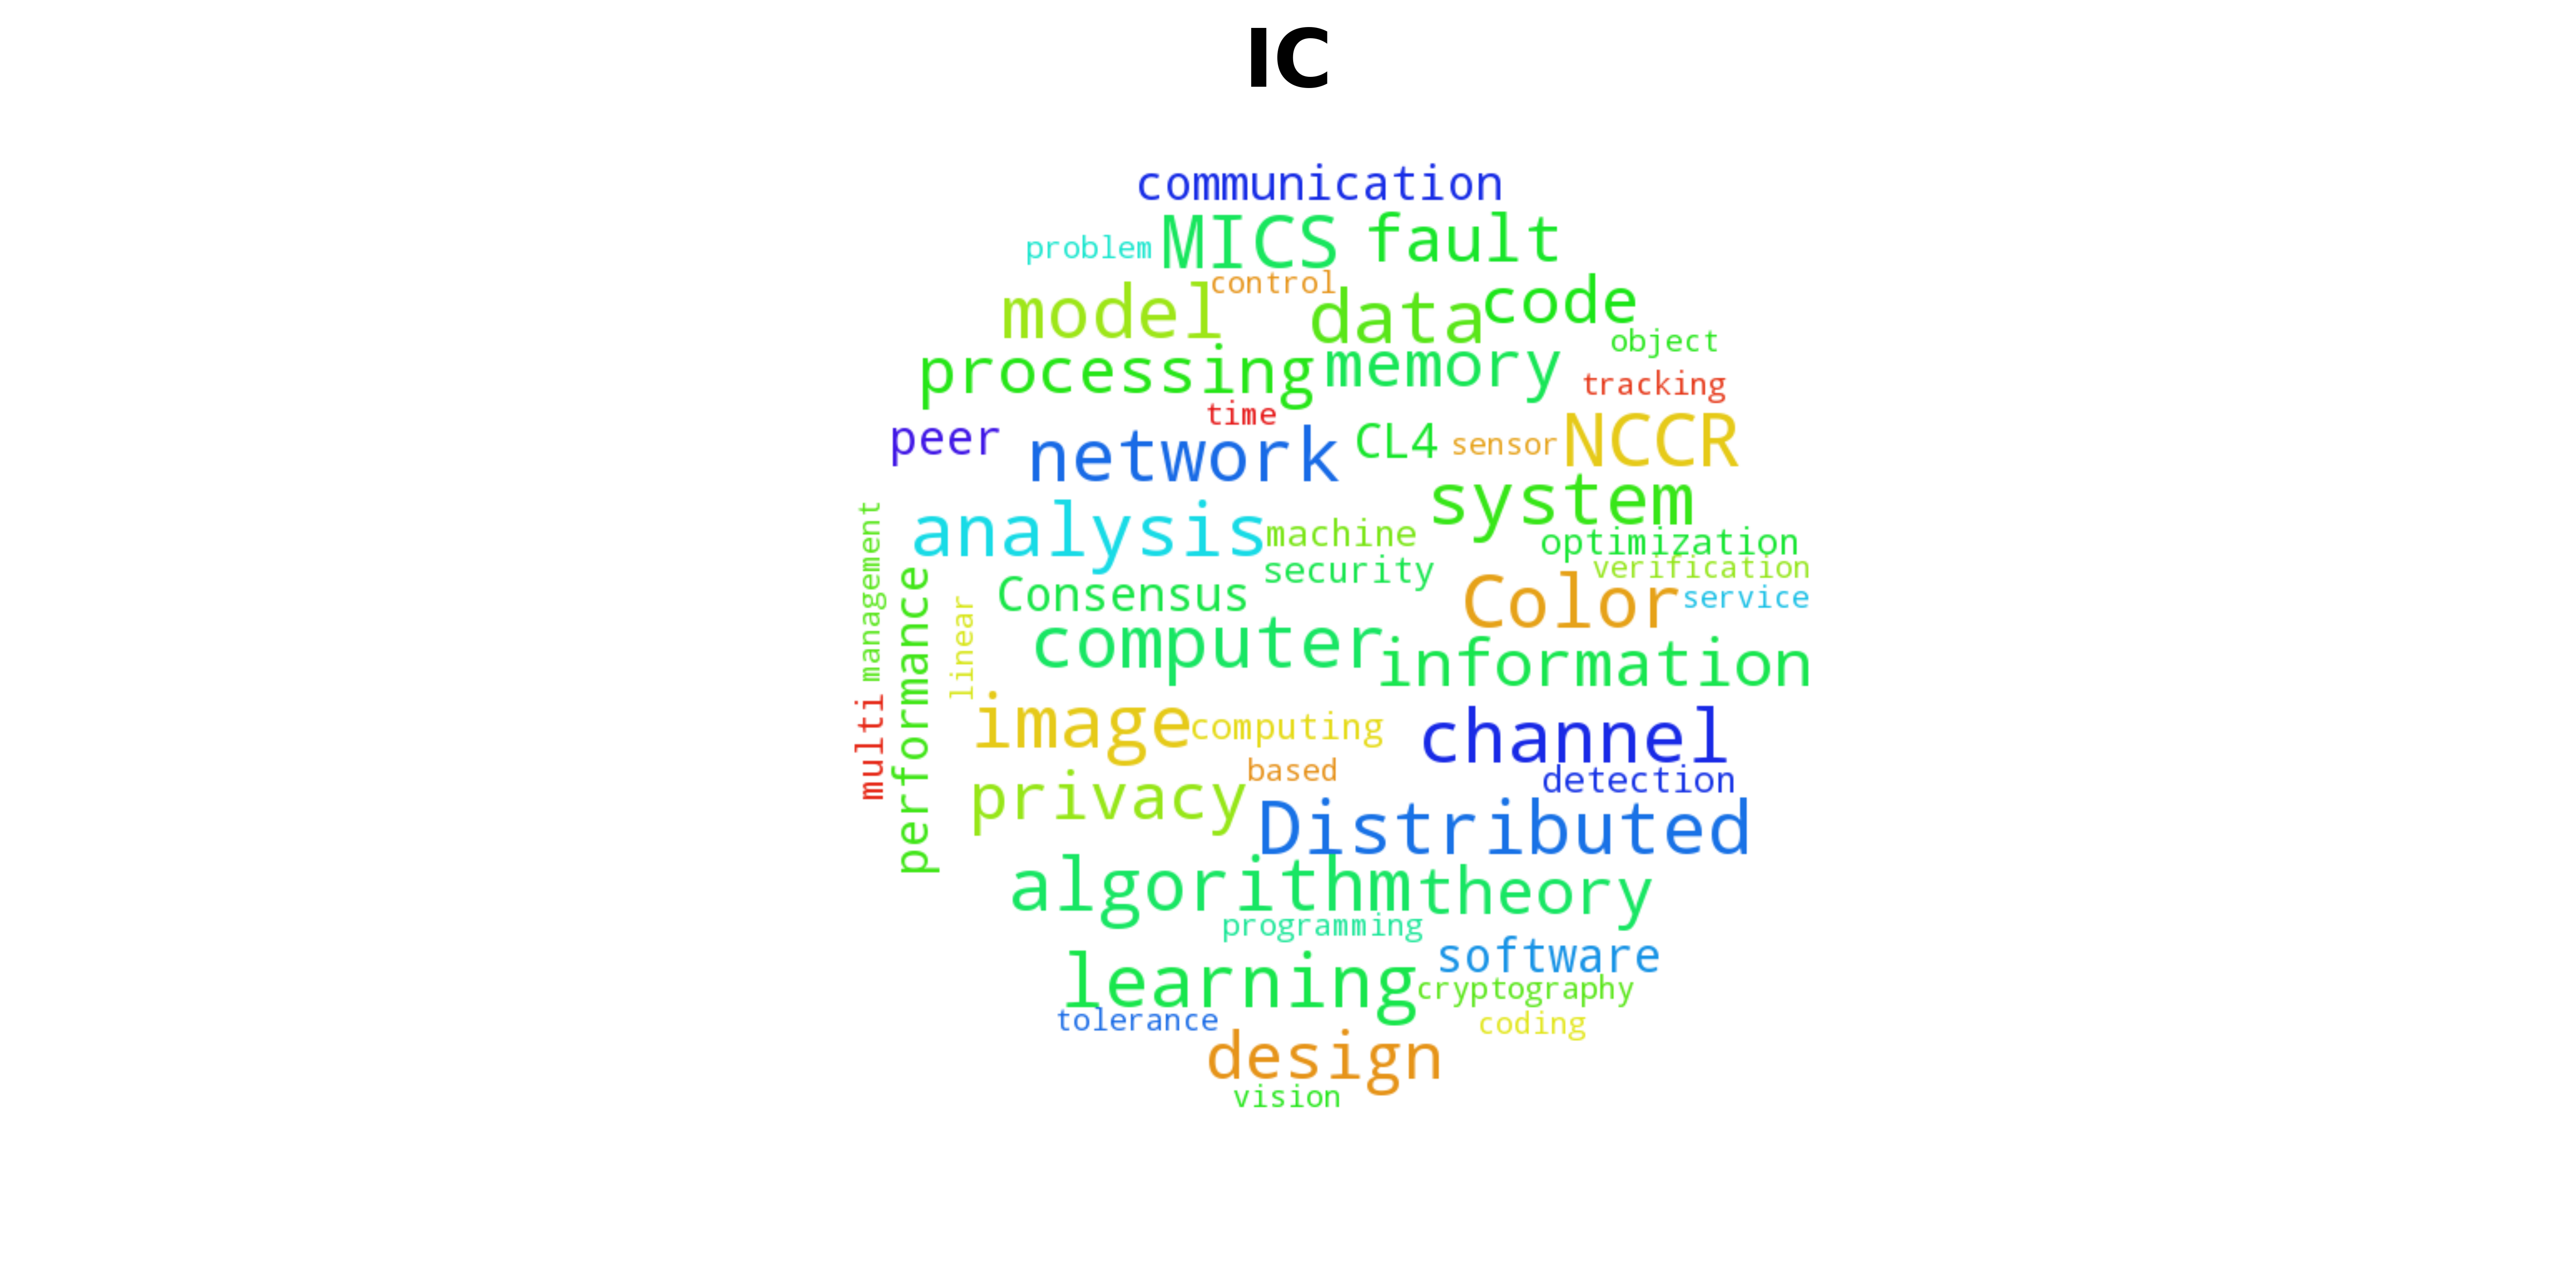 IC
communication
problem MICS fault
control
model data code
object
processing memory
tracking
time
peer network CL4 sensor NCCR
system
analysis machine
optimization
management
security verification
Consensus Color service
performance
linear
computer information
multi
image computing channel
based detection
privacy Distributed
algorithm theory
programming
software
learning cryptography
tolerance coding
design
vision